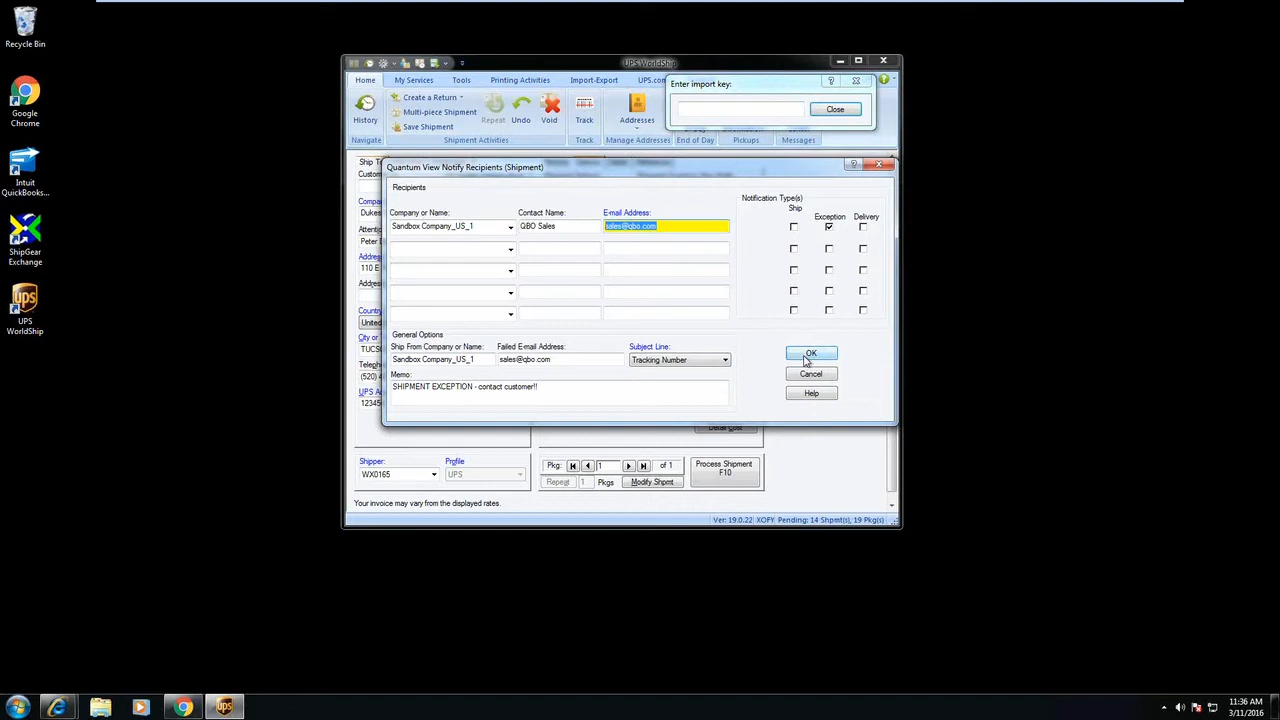 Recycle Bin
Google
Chrome
Intuit
QuickBooks...
ShipGear
Exchange
UPS
WorldShip
UPS WorldShip
Home
My Services
Tools
Printing Activities
Import-Export
UPS.com
Enter import key:
Close
History
Create a Return
Multi-piece Shipment
Save Shipment
Repeat
Undo
Void
Track
Addresses
Navigate
Shipment Activities
Track
Manage Addresses
End of Day
Pickups
Messages
Ship T
Custom
Compa
Dukes
Attenti
Peter D
Addres
110 E
Addres
Countr
United
City or
TUCS
Teleph
(520) 4
UPS A
12345
Quantum View Notify Recipients (Shipment)
Recipients
Notification Type(s)
Ship
Company or Name:
Contact Name:
E-mail Address:
Exception
Delivery
Sandbox Company_US_1
QBO Sales
sales@qbo.com
General Options
Ship From Company or Name:
Failed E-mail Address:
Subject Line:
Sandbox Company_US_1
sales@qbo.com
Tracking Number
Memo:
SHIPMENT EXCEPTION - contact customer!!
OK
Cancel
Help
Detail Cost
Shipper:
Profile
WX0165
UPS
Pkg:
1
of 1
Repeat
1
Pkgs
Modify Shpmt
Process Shipment
F10
Your invoice may vary from the displayed rates.
Ver: 19.0.22
XOFY
Pending: 14 Shpmt(s), 19 Pkg(s)
11:36 AM
3/11/2016